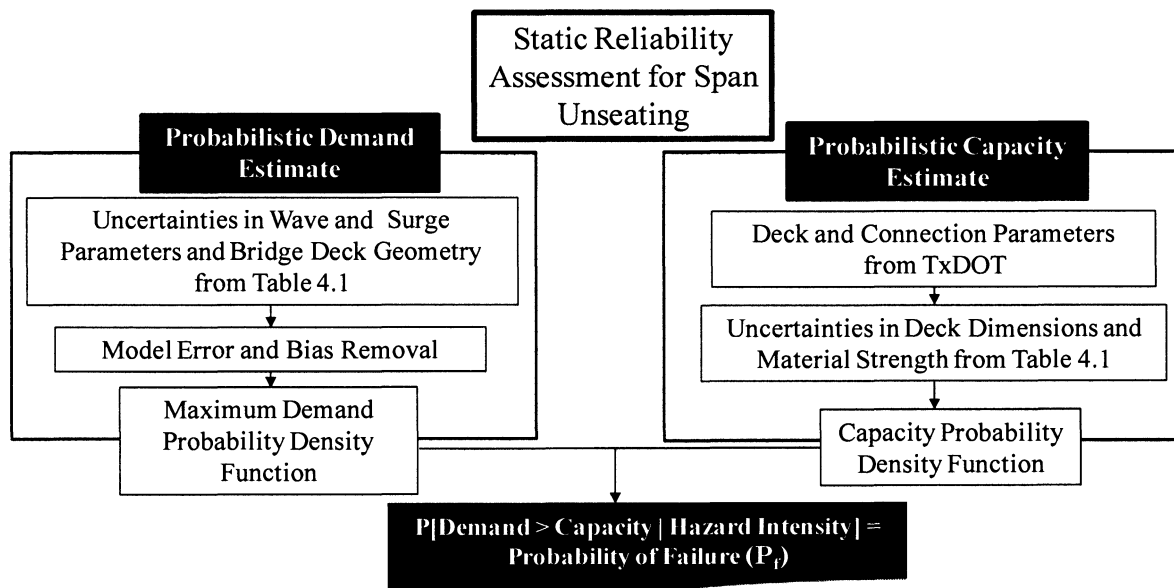 Static Reliability
Assessment for Span
Unseating
Probabilistic Demand
Estimate
Uncertainties in Wave and Surge
Parameters and Bridge Deck Geometry
from Table 4.1
Model Error and Bias Removal
Maximum Demand
Probability Density
Function
Probabilistic Capacity
Estimate
Deck and Connection Parameters
from TxDOT
Uncertainties in Deck Dimensions and
Material Strength from Table 4.1
Capacity Probability
Density Function
P[Demand > Capacity | Hazard Intensity] =
Probability of Failure (Pf)